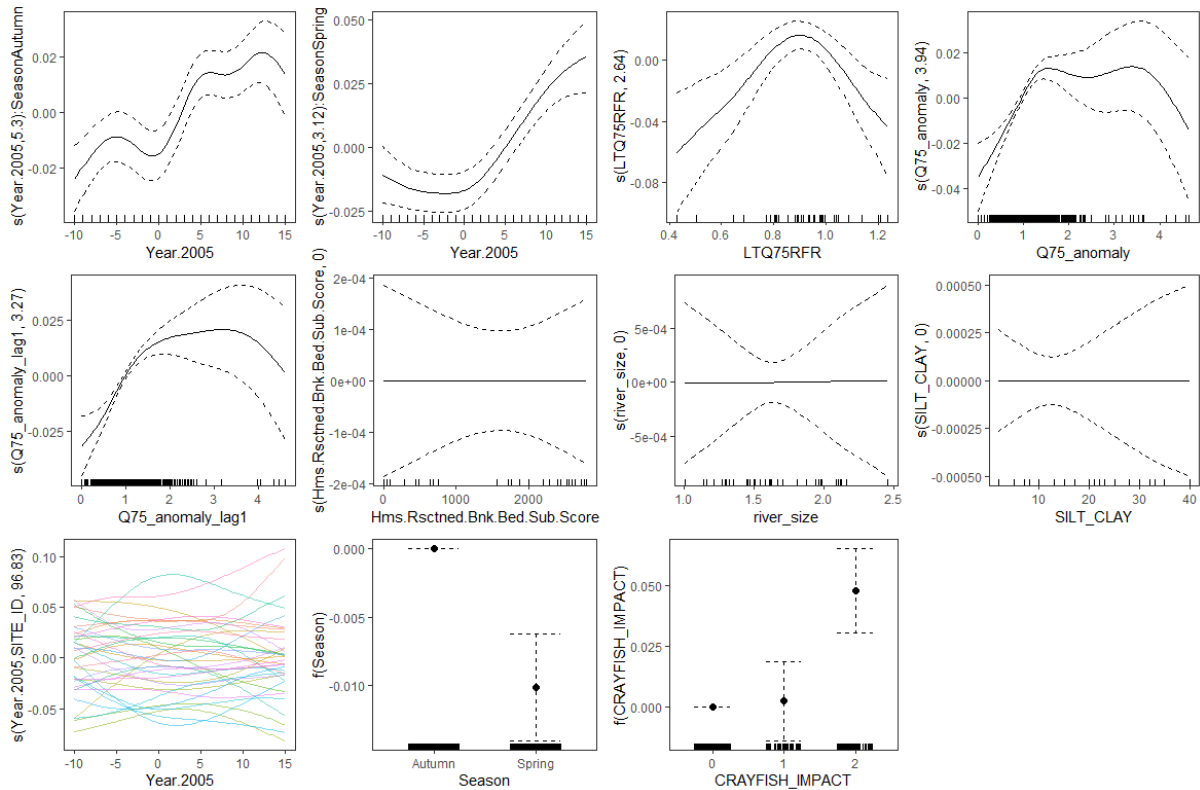 s(Year.2005,5.3):SeasonAutumn
0.02
0.00
-0.02
-10 -5 0 5 10 15
Year.2005
s(Year.2005,3.12):SeasonSpring
0.050
0.025
0.000
-0.025
-10 -5 0 5 10 15
Year.2005
s(LTQ75RFR, 2.64)
0.00
-0.04
-0.08
0.4 0.6 0.8 1.0 1.2
LTQ75RFR
s(Q75_anomaly, 3.94)
0.02
0.00
-0.02
-0.04
0 1 2 3 4
Q75_anomaly
s(Q75_anomaly_lag1, 3.27)
0.025
0.000
-0.025
0 1 2 3 4
Q75_anomaly_lag1
s(Hms.Rsctned.Bnk.Bed.Sub.Score, 0)
2e-04
1e-04
0e+00
-1e-04
-2e-04
0 1000 2000
Hms.Rsctned.Bnk.Bed.Sub.Score
s(river_size, 0)
5e-04
0e+00
-5e-04
1.0 1.5 2.0 2.5
river_size
s(SILT_CLAY, 0)
0.00050
0.00025
0.00000
-0.00025
-0.00050
10 20 30 40
SILT_CLAY
s(Year.2005,SITE_ID, 96.83)
0.10
0.05
0.00
-0.05
-10 -5 0 5 10 15
Year.2005
f(Season)
0.000
-0.005
-0.010
Autumn Spring
Season
f(CRAYFISH_IMPACT)
0.050
0.025
0.000
0 1 2
CRAYFISH_IMPACT